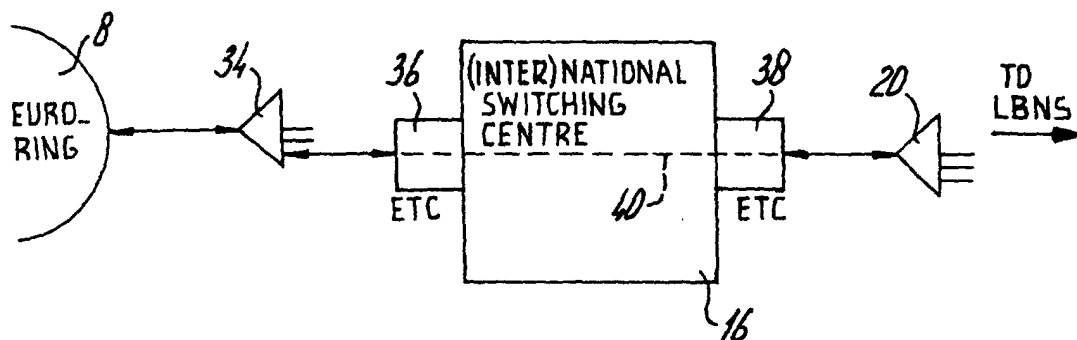 8
EURO-
RING
34
36
ETC
(INTER)NATIONAL
SWITCHING
CENTRE
40
38
ETC
16
20
TO
LBNS